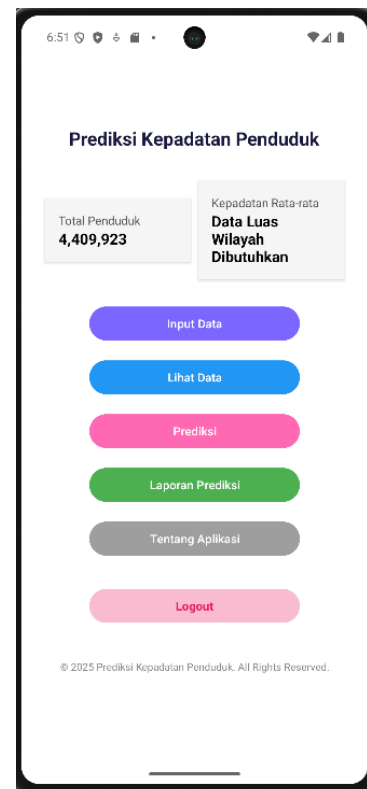 6:51
Prediksi Kepadatan Penduduk
Total Penduduk
4,409,923
Kepadatan Rata-rata
Data Luas
Wilayah
Dibutuhkan
Input Data
Lihat Data
Prediksi
Laporan Prediksi
Tentang Aplikasi
Logout
© 2025 Prediksi Kepadatan Penduduk. All Rights Reserved.